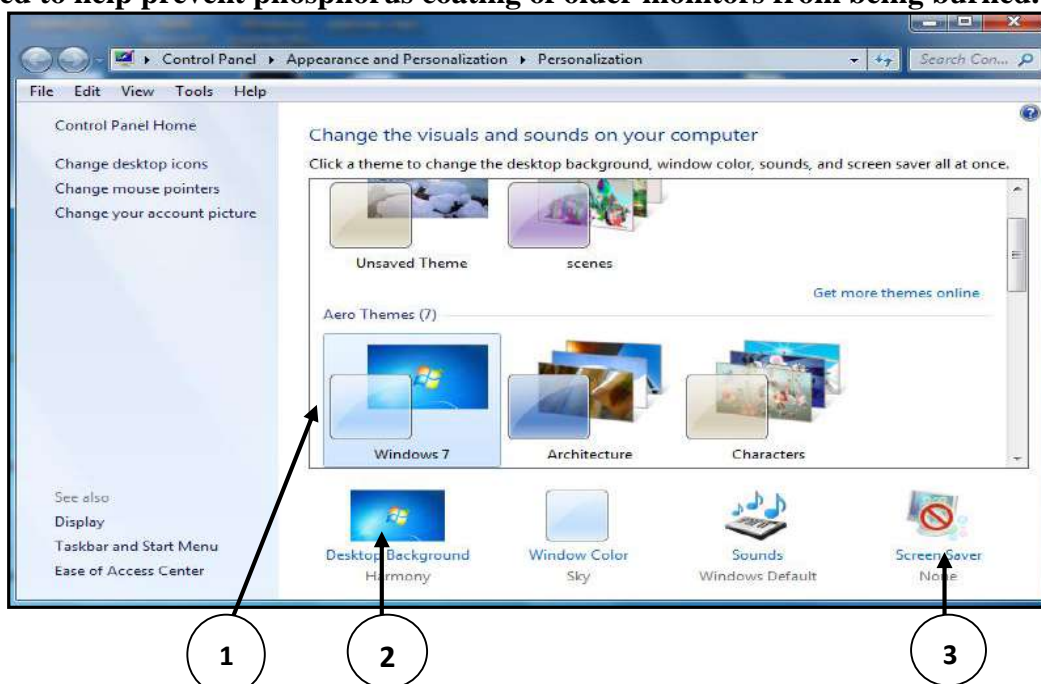 ed to help prevent phosphorus coating of older monitors from being burned.
Control Panel ▸ Appearance and Personalization ▸ Personalization
Search Con...
File Edit View Tools Help
Control Panel Home
Change desktop icons
Change mouse pointers
Change your account picture
Change the visuals and sounds on your computer
Click a theme to change the desktop background, window color, sounds, and screen saver all at once.
Unsaved Theme
scenes
Get more themes online
Aero Themes (7)
Windows 7
Architecture
Characters
See also
Display
Taskbar and Start Menu
Ease of Access Center
Desktop Background
Harmony
Window Color
Sky
Sounds
Windows Default
Screen Saver
None
1
2
3